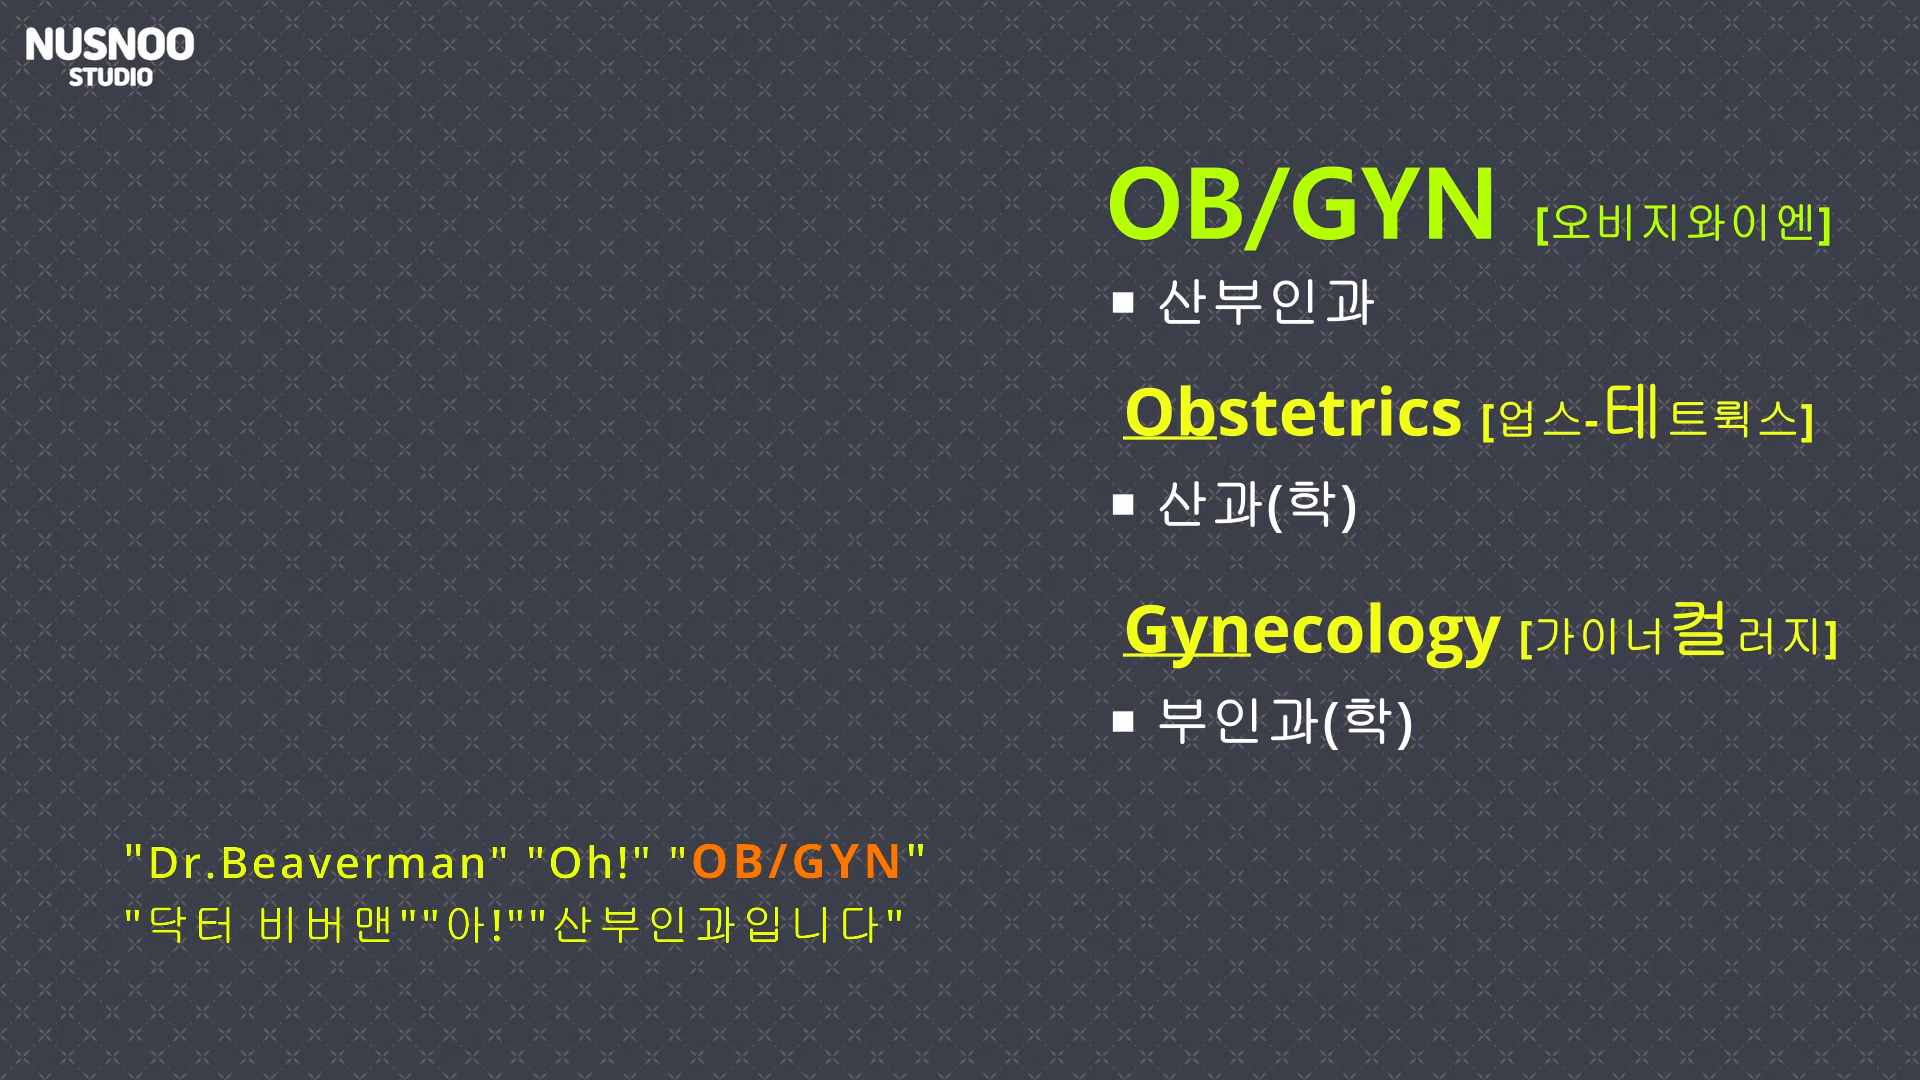 NUSNOO
STUDIO
OB/GYN [오비지와이엔]
▪ 산부인과
Obstetrics [업스-테트뤽스]
▪ 산과(학)
Gynecology [가이너컬러지]
▪ 부인과(학)
"Dr.Beaverman" "Oh!" "OB/GYN"
"닥터 비버맨""아!""산부인과입니다"